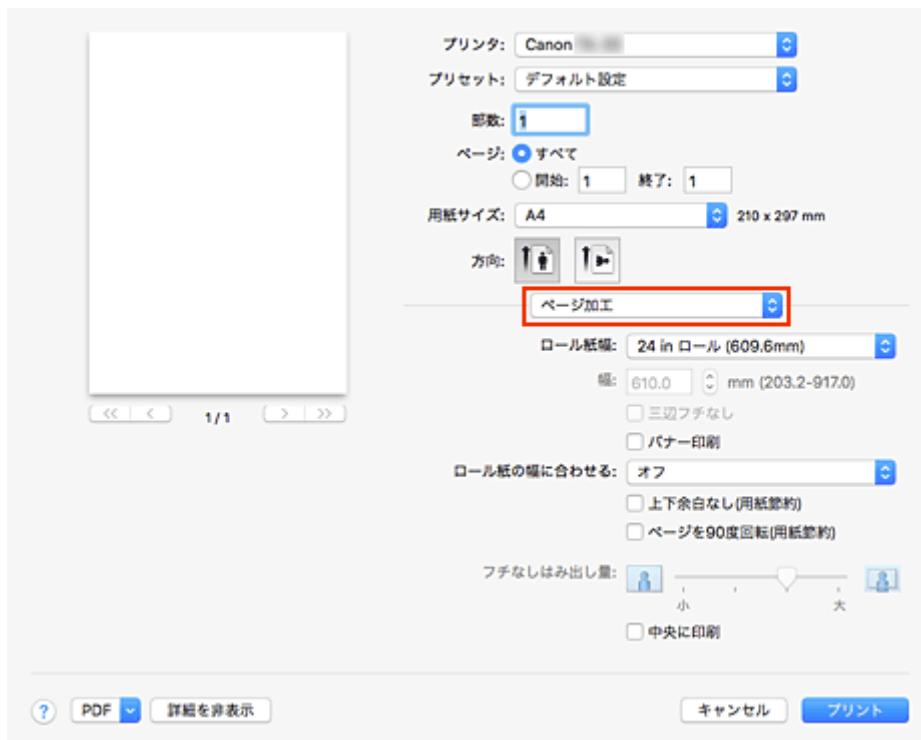 プリンタ: Canon
プリセット: デフォルト設定
部数: 1
ページ: すべて
開始: 1 終了: 1
用紙サイズ: A4 210 x 297 mm
方向:
ページ加工
ロール紙幅: 24 in ロール (609.6mm)
幅: 610.0 mm (203.2-917.0)
三辺フチなし
バナー印刷
ロール紙の幅に合わせる: オフ
上下余白なし(用紙節約)
ページを90度回転(用紙節約)
フチなしはみ出し量:
小 大
中央に印刷
<< < 1 / 1 > >>
? PDF 詳細を非表示 キャンセル プリント